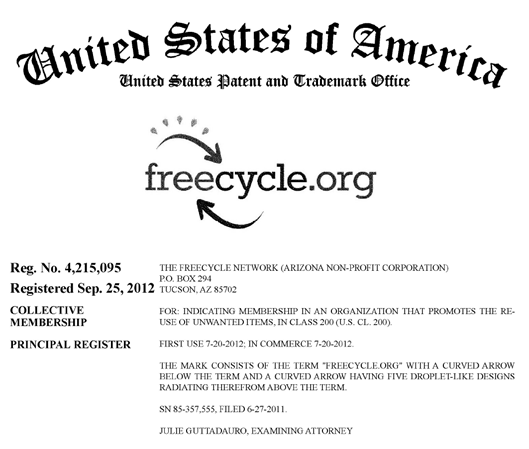 United States of America
United States Patent and Trademark Office
freecycle.org
Reg. No. 4,215,095
Registered Sep. 25, 2012
COLLECTIVE
MEMBERSHIP
PRINCIPAL REGISTER
THE FREECYCLE NETWORK (ARIZONA NON-PROFIT CORPORATION)
P.O. BOX 294
TUCSON, AZ 85702
FOR: INDICATING MEMBERSHIP IN AN ORGANIZATION THAT PROMOTES THE RE-
USE OF UNWANTED ITEMS, IN CLASS 200 (U.S. CL. 200).
FIRST USE 7-20-2012; IN COMMERCE 7-20-2012.
THE MARK CONSISTS OF THE TERM "FREECYCLE.ORG" WITH A CURVED ARROW
BELOW THE TERM AND A CURVED ARROW HAVING FIVE DROPLET-LIKE DESIGNS
RADIATING THEREFROM ABOVE THE TERM.
SN 85-357,555, FILED 6-27-2011.
JULIE GUTTADAURO, EXAMINING ATTORNEY